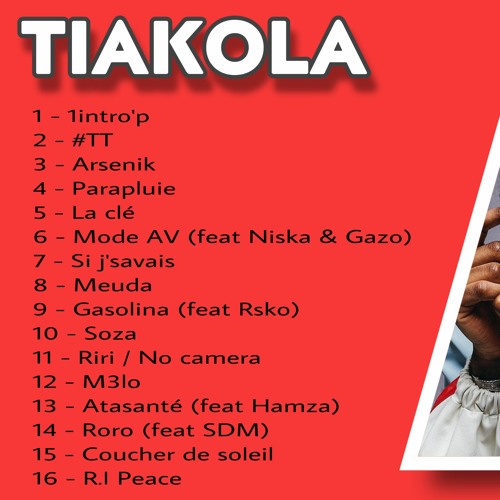 TIAKOLA
1 - 1intro'p
2 - #TT
3 - Arsenik
4 - Parapluie
5 - La clé
6 - Mode AV (feat Niska & Gazo)
7 - Si j'savais
8 - Meuda
9 - Gasolina (feat Rsko)
10 - Soza
11 - Riri / No camera
12 - M3lo
13 - Atasanté (feat Hamza)
14 - Roro (feat SDM)
15 - Coucher de soleil
16 - R.I Peace